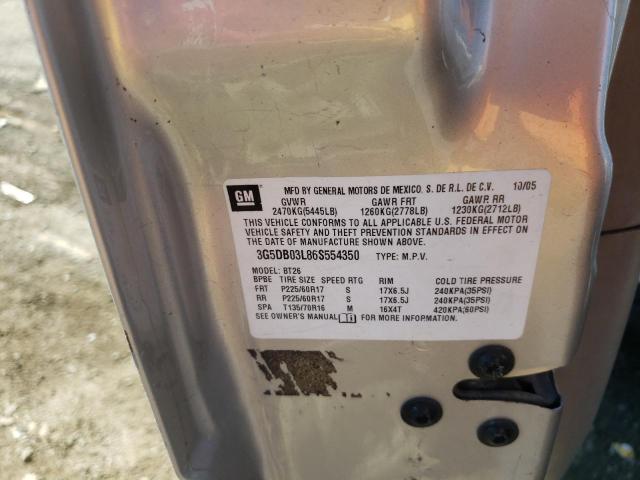 GM
MFD BY GENERAL MOTORS DE MEXICO. S. DE R.L. DE C.V. 10/05
GVWR GAWR FRT GAWR RR
2470KG(5445LB) 1260KG(2778LB) 1230KG(2712LB)
THIS VEHICLE CONFORMS TO ALL APPLICABLE U.S. FEDERAL MOTOR
VEHICLE SAFETY AND THEFT PREVENTION STANDARDS IN EFFECT ON
THE DATE OF MANUFACTURE SHOWN ABOVE.
3G5DB03L86S554350 TYPE: M.P.V.
MODEL: BT26
BPBE TIRE SIZE SPEED RTG RIM COLD TIRE PRESSURE
FRT P225/60R17 S 17X6.5J 240KPA(35PSI)
RR P225/60R17 S 17X6.5J 240KPA(35PSI)
SPA T135/70R16 M 16X4T 420KPA(60PSI)
SEE OWNER'S MANUAL FOR MORE INFORMATION.